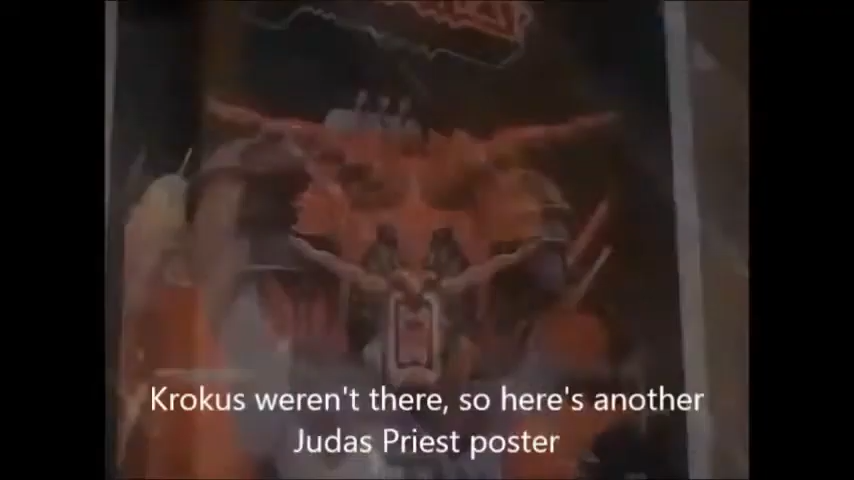 Krokus weren't there, so here's another
Judas Priest poster